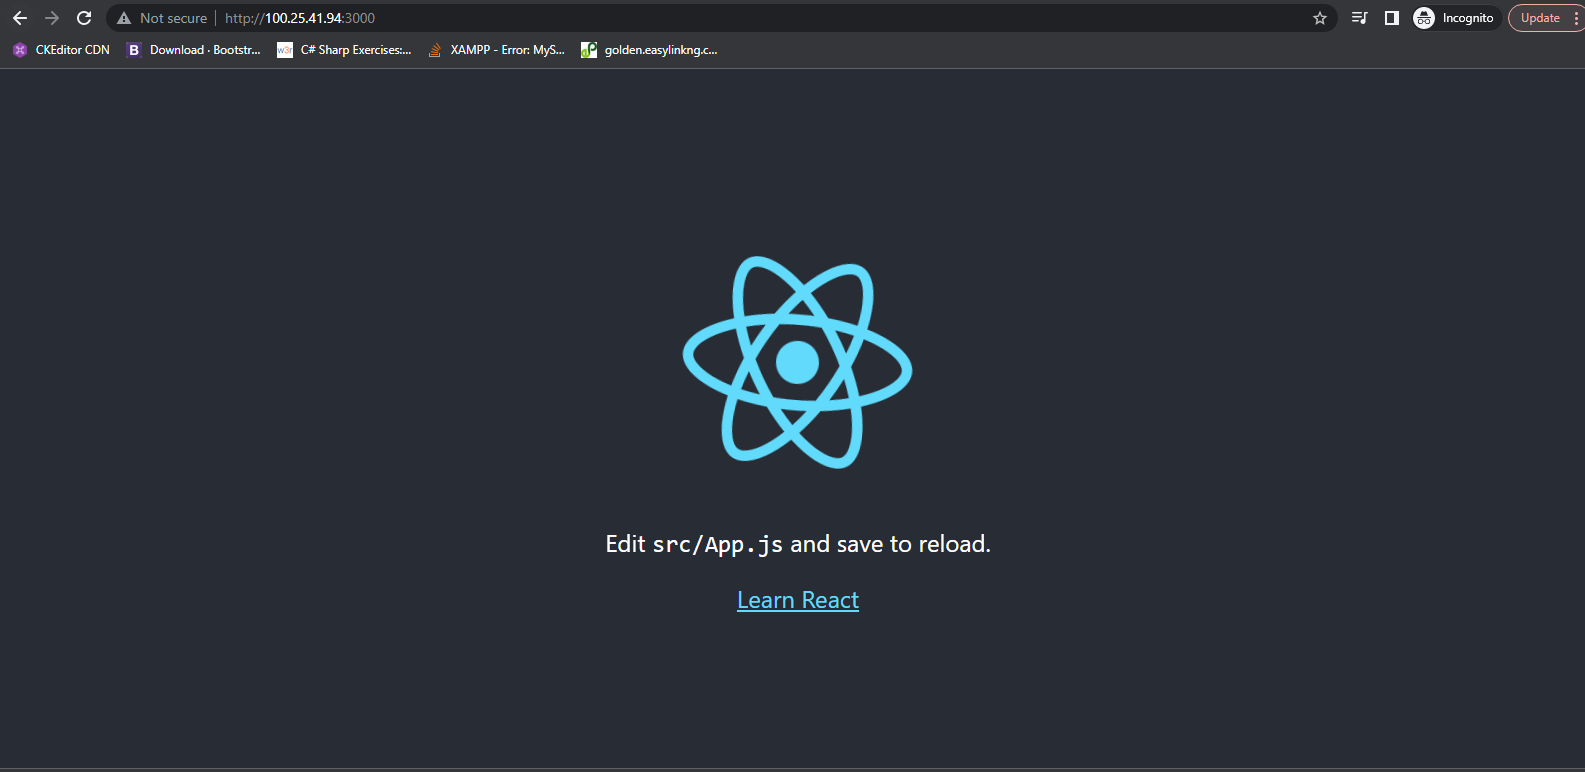 Not secure http://100.25.41.94:3000 Incognito Update
CKEditor CDN B Download · Bootstr... w3r C# Sharp Exercises:... XAMPP - Error: MyS... golden.easylinkng.c...
Edit src/App.js and save to reload.
Learn React